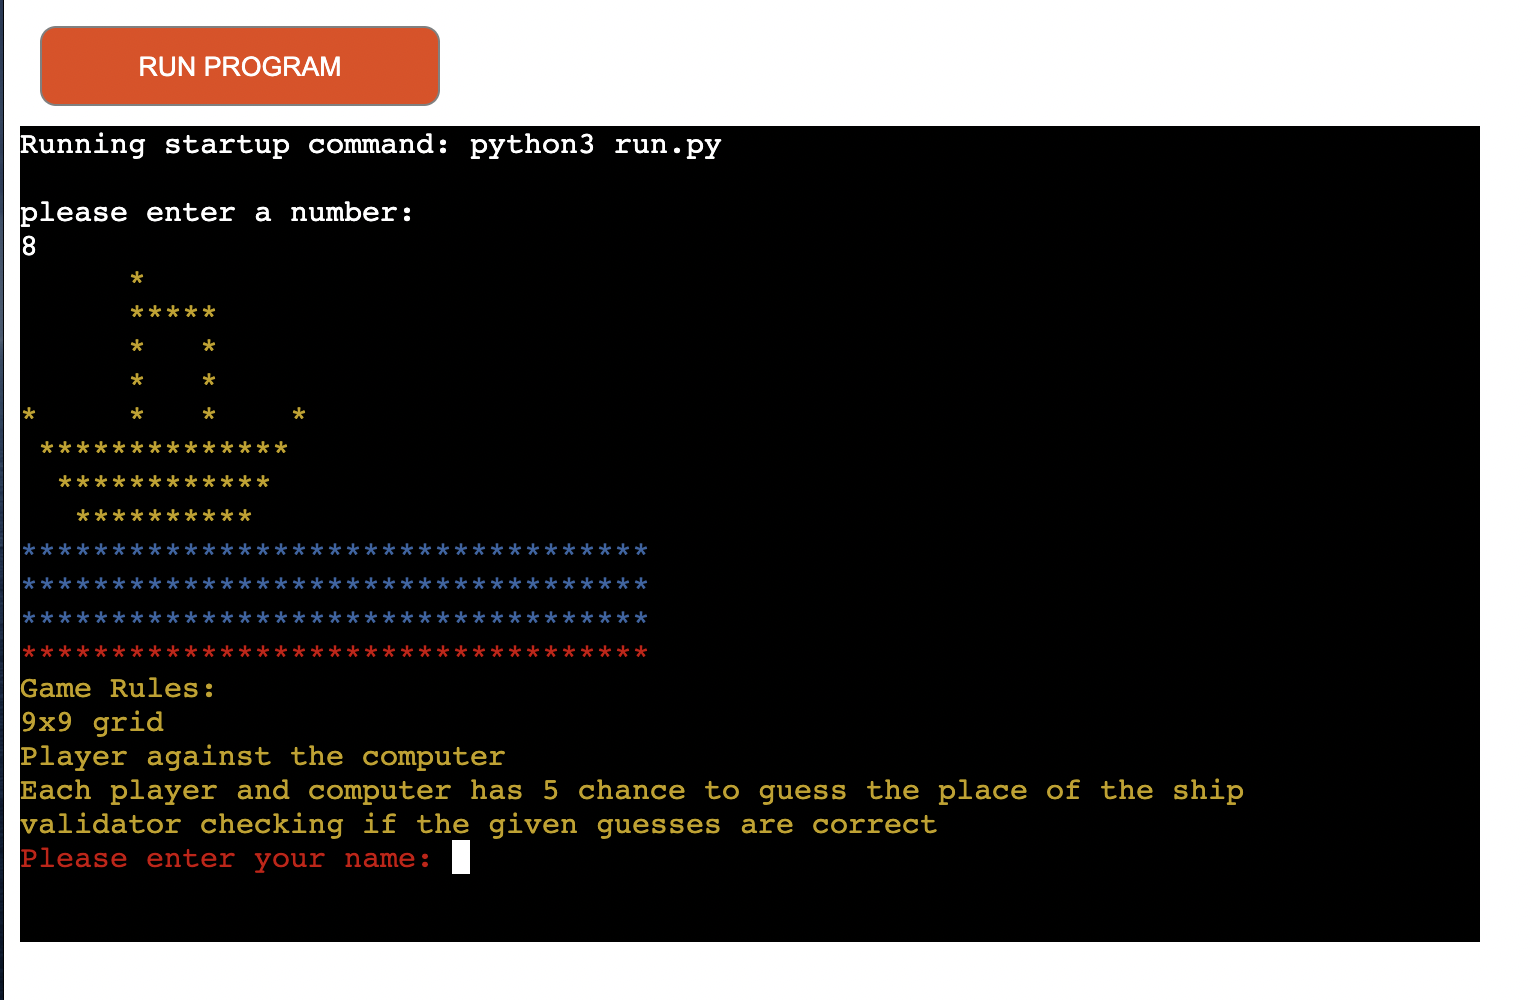 RUN PROGRAM
Running startup command: python3 run.py
please enter a number:
8
      *
      *****
      *   *
      *   *
*     *   *    *
 **************
  ************
   **********
***********************************
***********************************
***********************************
***********************************
Game Rules:
9x9 grid
Player against the computer
Each player and computer has 5 chance to guess the place of the ship
validator checking if the given guesses are correct
Please enter your name: